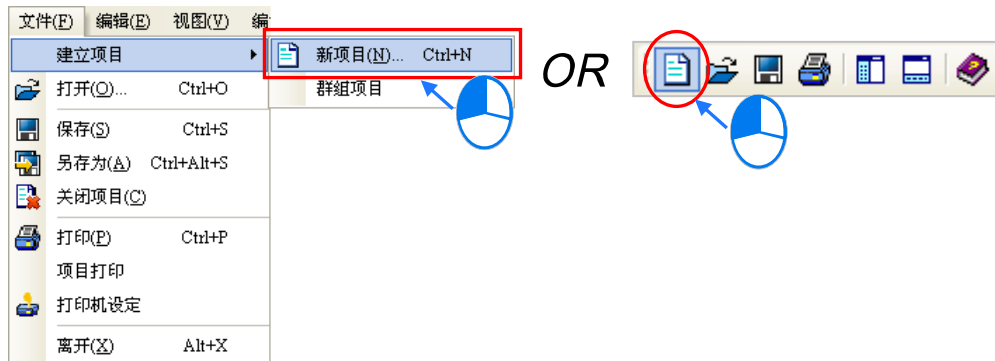 文件(F) 编辑(E) 视图(V) 编
建立项目
新项目(N)... Ctrl+N
群组项目
打开(O)... Ctrl+O
保存(S) Ctrl+S
另存为(A) Ctrl+Alt+S
关闭项目(C)
打印(P) Ctrl+P
项目打印
打印机设定
离开(X) Alt+X
OR